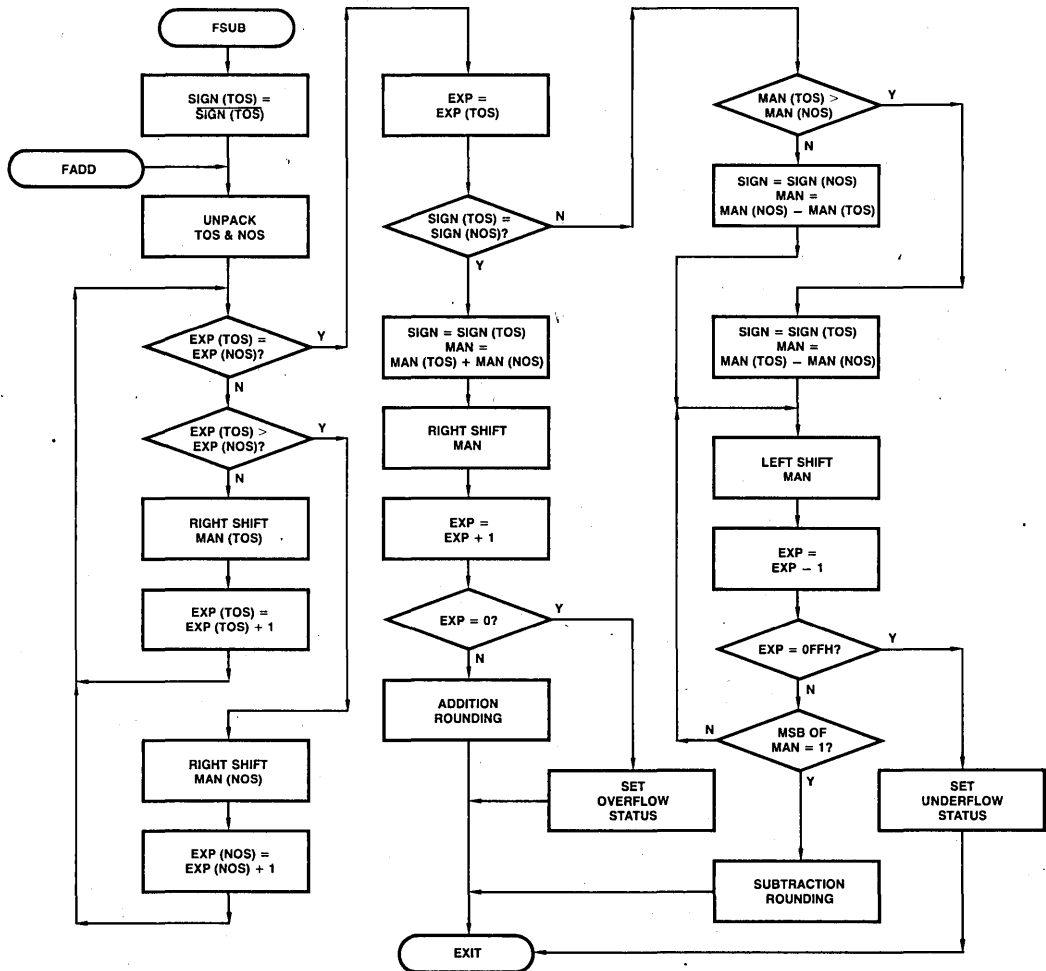 FSUB
SIGN (TOS) =
SIGN (TOS)
FADD
UNPACK
TOS & NOS
EXP (TOS) =
EXP (NOS)?
Y
N
EXP (TOS) >
EXP (NOS)?
Y
N
RIGHT SHIFT
MAN (TOS)
EXP (TOS) =
EXP (TOS) + 1
RIGHT SHIFT
MAN (NOS)
EXP (NOS) =
EXP (NOS) + 1
EXP =
EXP (TOS)
SIGN (TOS) =
SIGN (NOS)?
N
Y
SIGN = SIGN (TOS)
MAN =
MAN (TOS) + MAN (NOS)
RIGHT SHIFT
MAN
EXP =
EXP + 1
EXP = 0?
Y
N
ADDITION
ROUNDING
SET
OVERFLOW
STATUS
MAN (TOS) >
MAN (NOS)
Y
N
SIGN = SIGN (NOS)
MAN =
MAN (NOS) − MAN (TOS)
SIGN = SIGN (TOS)
MAN =
MAN (TOS) − MAN (NOS)
LEFT SHIFT
MAN
EXP =
EXP − 1
EXP = 0FFH?
Y
N
MSB OF
MAN = 1?
N
Y
SET
UNDERFLOW
STATUS
SUBTRACTION
ROUNDING
EXIT